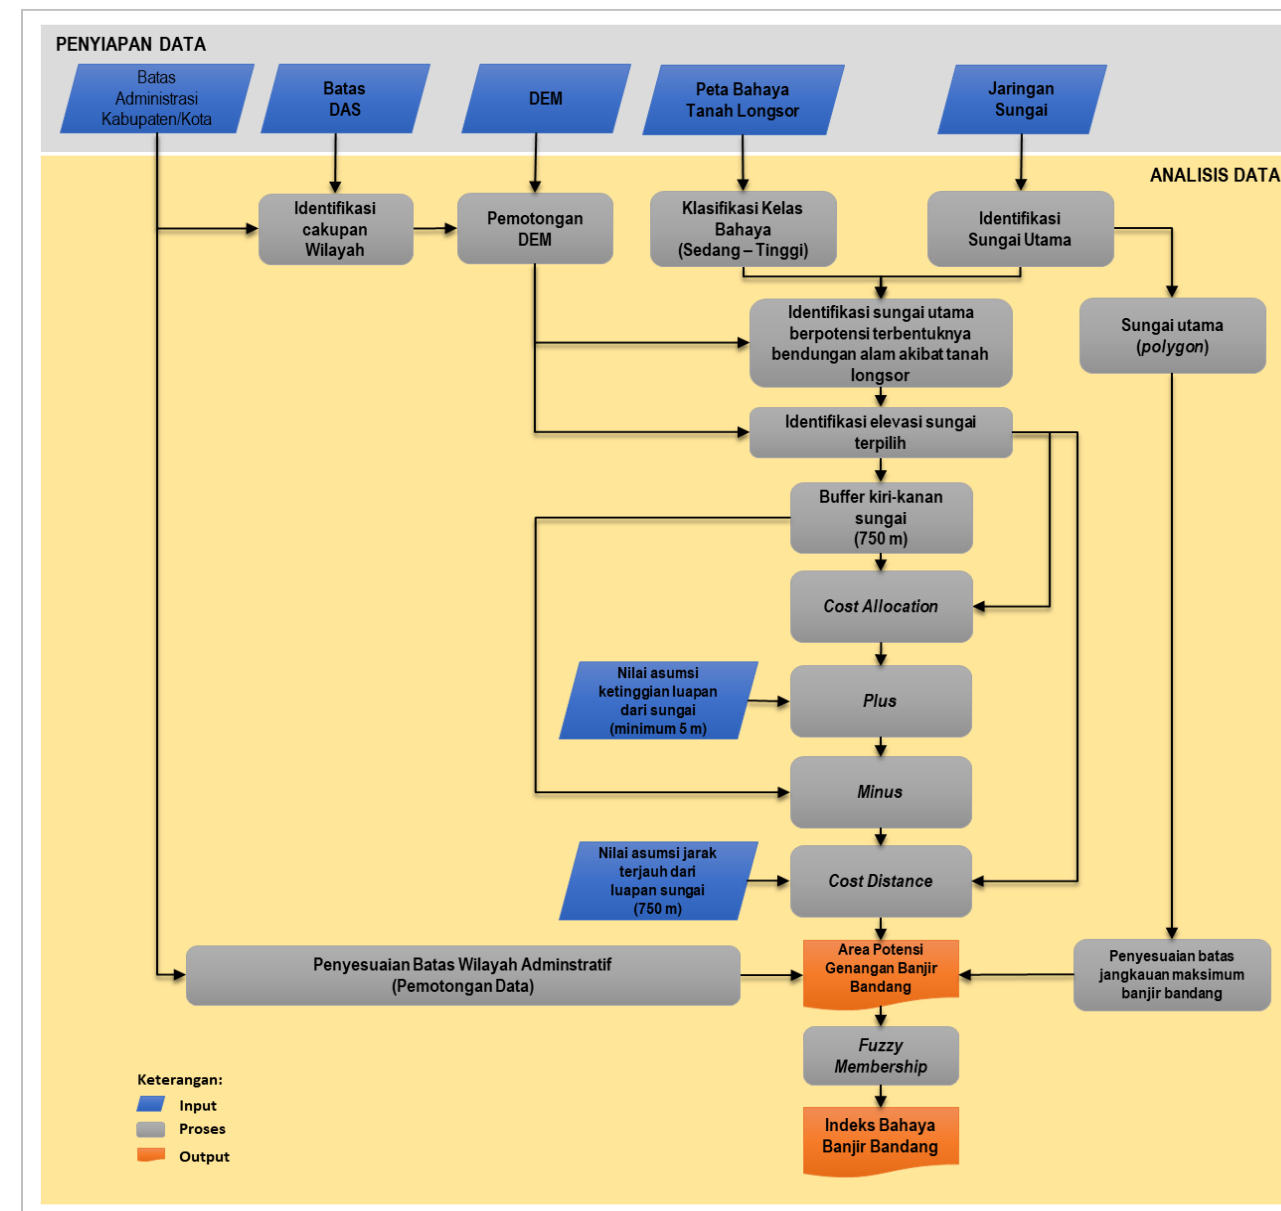 PENYIAPAN DATA
Batas
Administrasi
Kabupaten/Kota
Batas
DAS
DEM
Peta Bahaya
Tanah Longsor
Jaringan
Sungai
ANALISIS DATA
Identifikasi
cakupan
Wilayah
Pemotongan
DEM
Klasifikasi Kelas
Bahaya
(Sedang – Tinggi)
Identifikasi
Sungai Utama
Identifikasi sungai utama
berpotensi terbentuknya
bendungan alam akibat tanah
longsor
Sungai utama
(polygon)
Identifikasi elevasi sungai
terpilih
Buffer kiri-kanan
sungai
(750 m)
Cost Allocation
Nilai asumsi
ketinggian luapan
dari sungai
(minimum 5 m)
Plus
Minus
Nilai asumsi jarak
terjauh dari
luapan sungai
(750 m)
Cost Distance
Penyesuaian Batas Wilayah Adminstratif
(Pemotongan Data)
Area Potensi
Genangan Banjir
Bandang
Penyesuaian batas
jangkauan maksimum
banjir bandang
Fuzzy
Membership
Indeks Bahaya
Banjir Bandang
Keterangan:
Input
Proses
Output